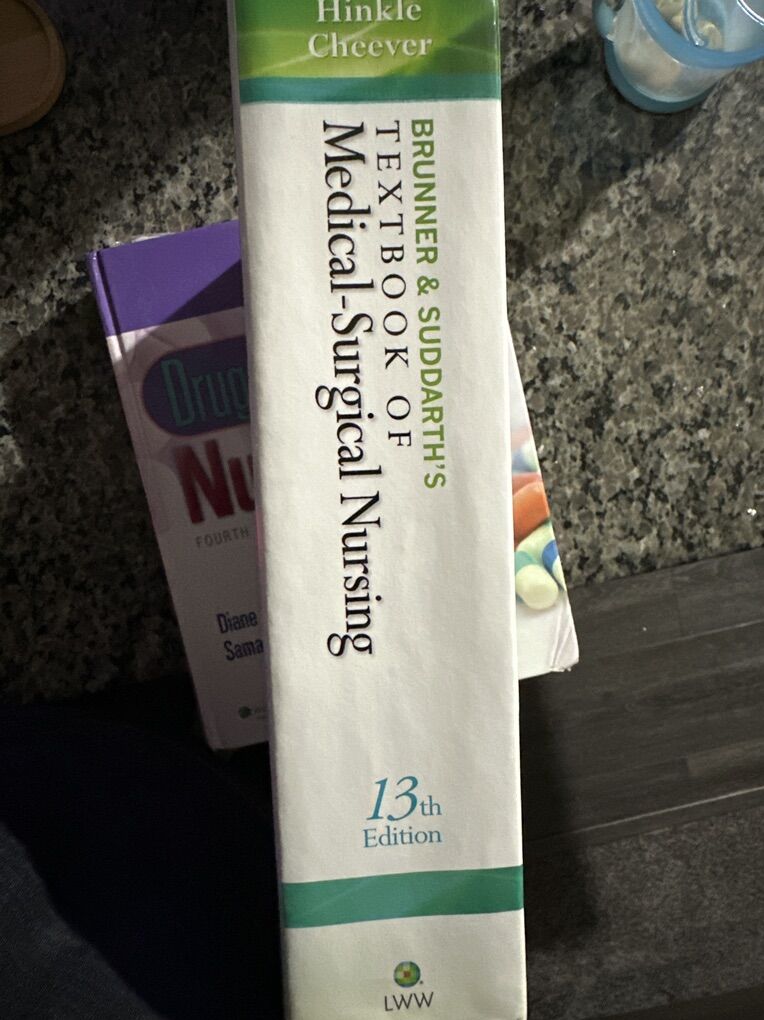 Hinkle
Cheever
BRUNNER & SUDDARTH'S
TEXTBOOK OF
Medical-Surgical Nursing
13th
Edition
LWW
Drug
Nu
FOURTH
Diane
Sama